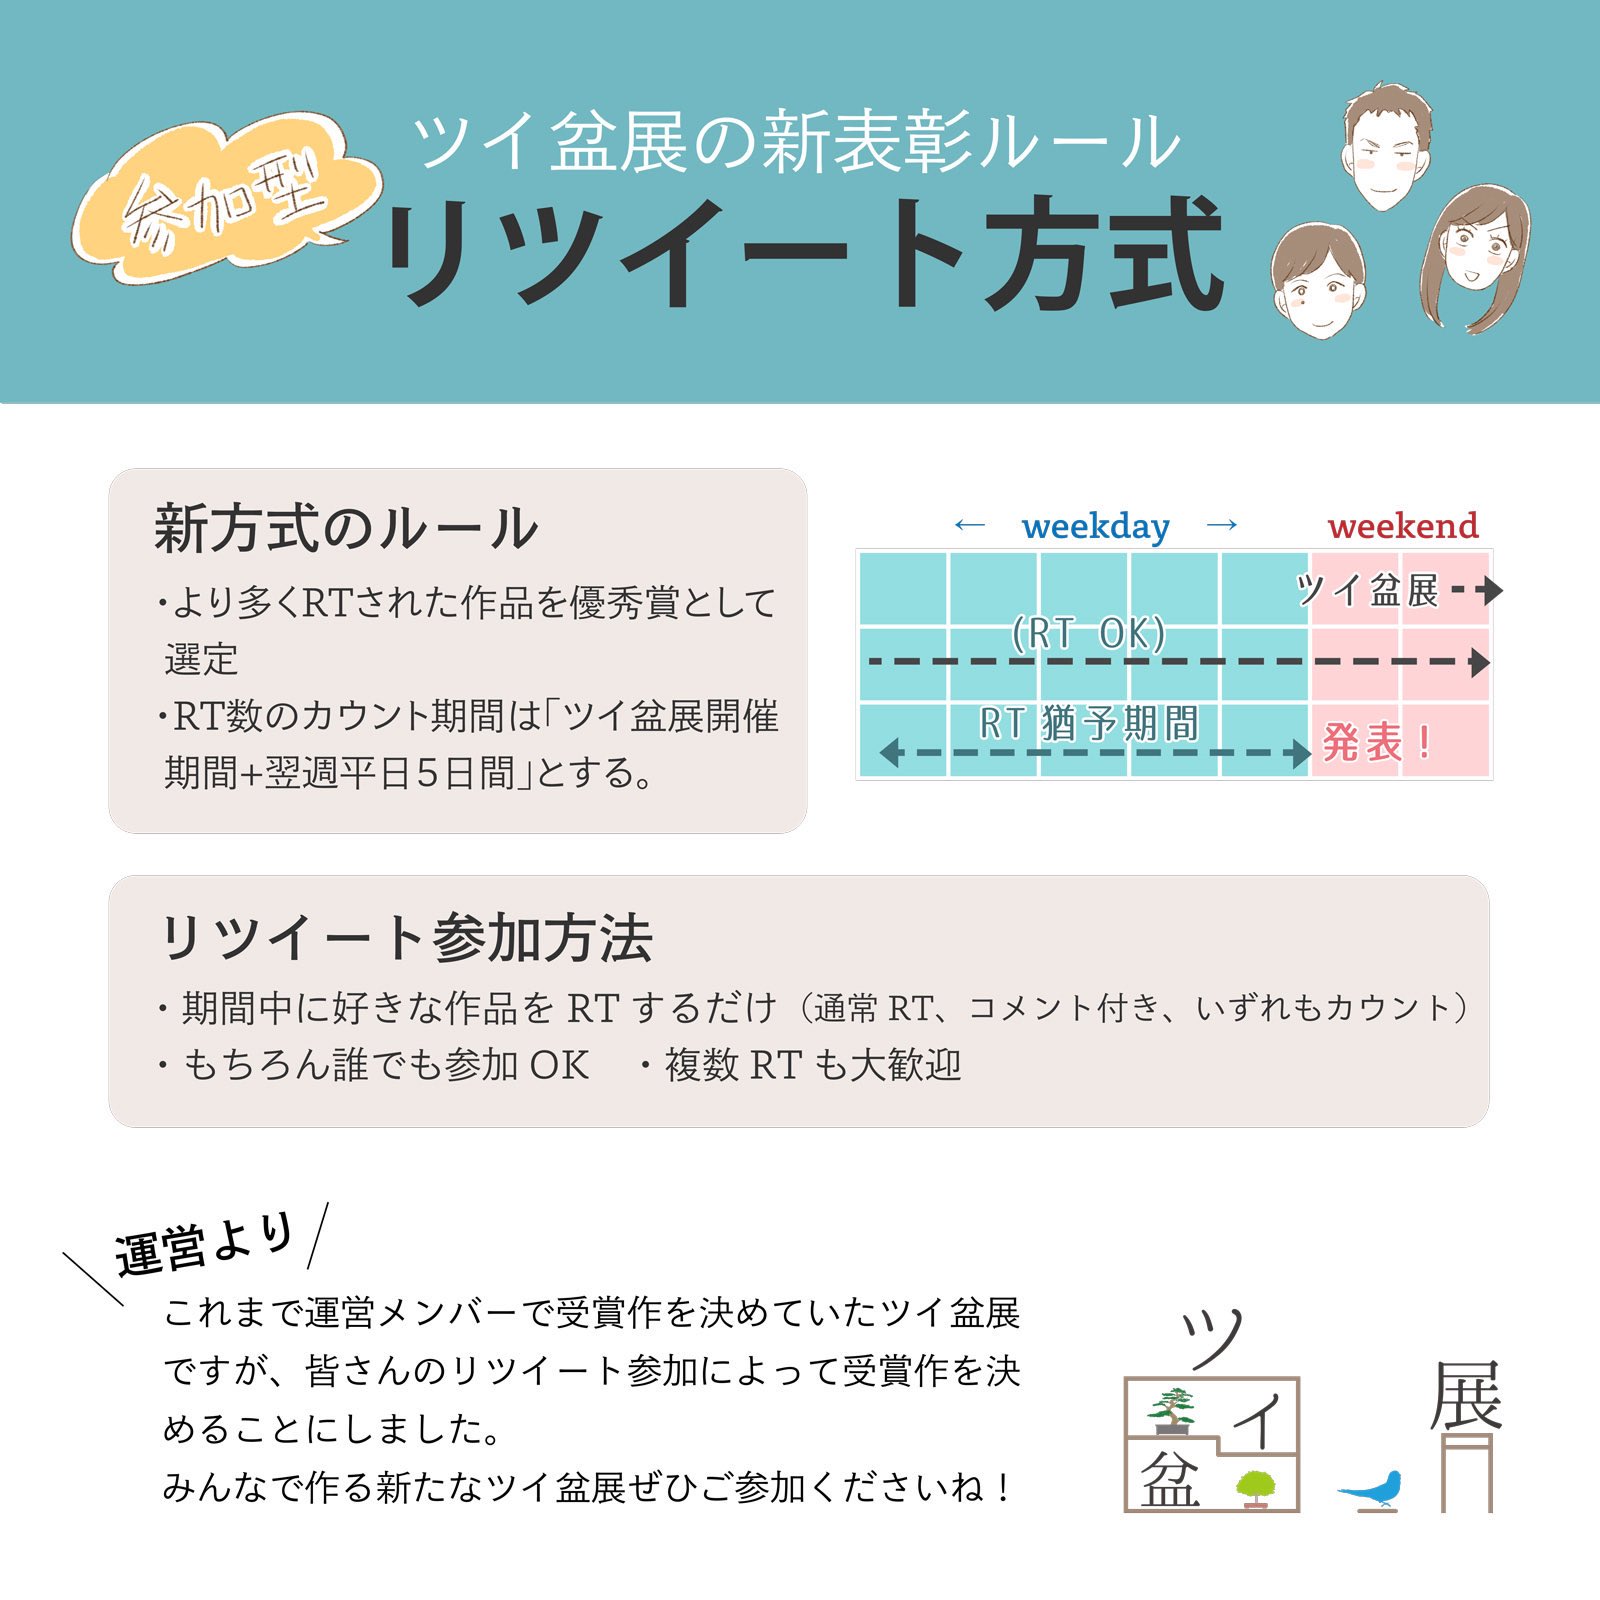 参加型
ツイ盆展の新表彰ルール
リツイート方式
新方式のルール
・より多くRTされた作品を優秀賞として
選定
・RT数のカウント期間は「ツイ盆展開催
期間+翌週平日5日間」とする。
← weekday → weekend
ツイ盆展
(RT OK)
RT 猶予期間
発表！
リツイート参加方法
・期間中に好きな作品を RT するだけ（通常 RT、コメント付き、いずれもカウント）
・もちろん誰でも参加 OK ・複数 RT も大歓迎
運営より
これまで運営メンバーで受賞作を決めていたツイ盆展
ですが、皆さんのリツイート参加によって受賞作を決
めることにしました。
みんなで作る新たなツイ盆展ぜひご参加くださいね！
ツ
イ
盆
展